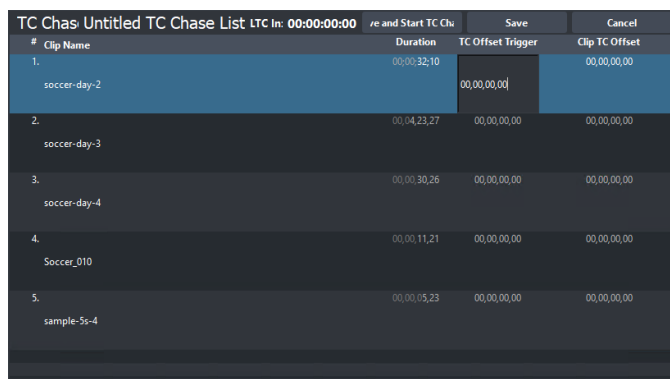 TC Chas Untitled TC Chase List LTC In: 00:00:00:00 ve and Start TC Cha Save Cancel
# Clip Name Duration TC Offset Trigger Clip TC Offset
1. 00;00;32;10 00,00,00,00
soccer-day-2 00,00,00,00
2. 00,04,23,27 00,00,00,00 00,00,00,00
soccer-day-3
3. 00,00,30,26 00,00,00,00 00,00,00,00
soccer-day-4
4. 00,00,11,21 00,00,00,00 00,00,00,00
Soccer_010
5. 00,00,05,23 00,00,00,00 00,00,00,00
sample-5s-4